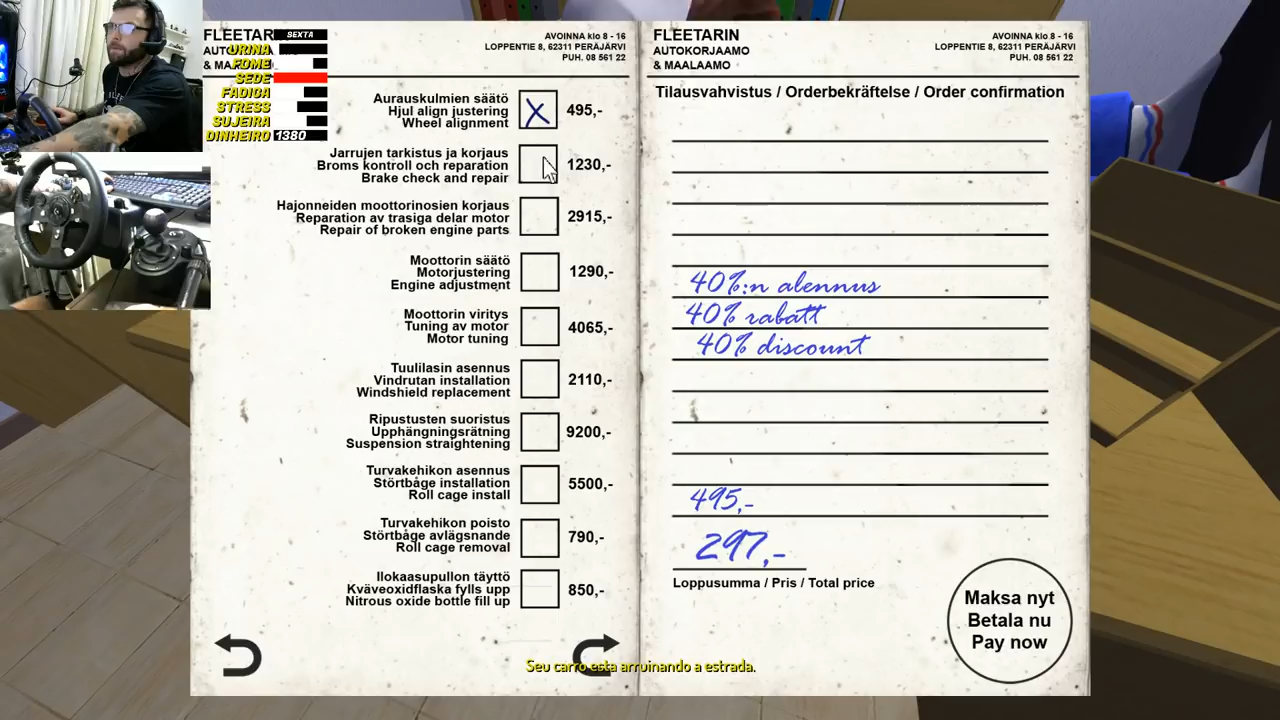 FLEETAR
AUTO
& MA
SEXTA
URINA
FOME
SEDE
FADIGA
STRESS
SUJEIRA
DINHEIRO 1380
AVOINNA klo 8 - 16
LOPPENTIE 8, 62311 PERÄJÄRVI
PUH. 08 561 22
Aurauskulmien säätö
Hjul align justering
Wheel alignment
X 495,-
Jarrujen tarkistus ja korjaus
Broms kontroll och reparation
Brake check and repair
1230,-
Hajonneiden moottorinosien korjaus
Reparation av trasiga delar motor
Repair of broken engine parts
2915,-
Moottorin säätö
Motorjustering
Engine adjustment
1290,-
Moottorin viritys
Tuning av motor
Motor tuning
4065,-
Tuulilasin asennus
Vindrutan installation
Windshield replacement
2110,-
Ripustusten suoristus
Upphängningsrätning
Suspension straightening
9200,-
Turvakehikon asennus
Störtbåge installation
Roll cage install
5500,-
Turvakehikon poisto
Störtbåge avlägsnande
Roll cage removal
790,-
Ilokaasupullon täyttö
Kväveoxidflaska fylls upp
Nitrous oxide bottle fill up
850,-
FLEETARIN
AUTOKORJAAMO
& MAALAAMO
AVOINNA klo 8 - 16
LOPPENTIE 8, 62311 PERÄJÄRVI
PUH. 08 561 22
Tilausvahvistus / Orderbekräftelse / Order confirmation
40%:n alennus
40% rabatt
40% discount
495,-
297,-
Loppusumma / Pris / Total price
Maksa nyt
Betala nu
Pay now
Seu carro esta arruinando a estrada.